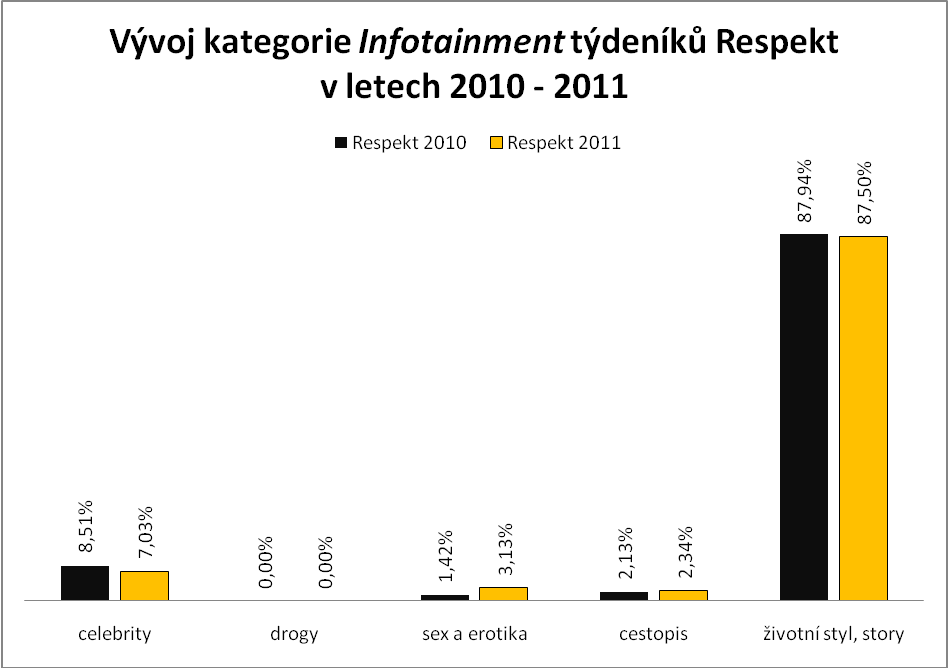 Vývoj kategorie Infotainment týdeníků Respekt
v letech 2010 - 2011
Respekt 2010 Respekt 2011
8,51% 7,03% 0,00% 0,00% 1,42% 3,13% 2,13% 2,34% 87,94% 87,50%
celebrity drogy sex a erotika cestopis životní styl, story